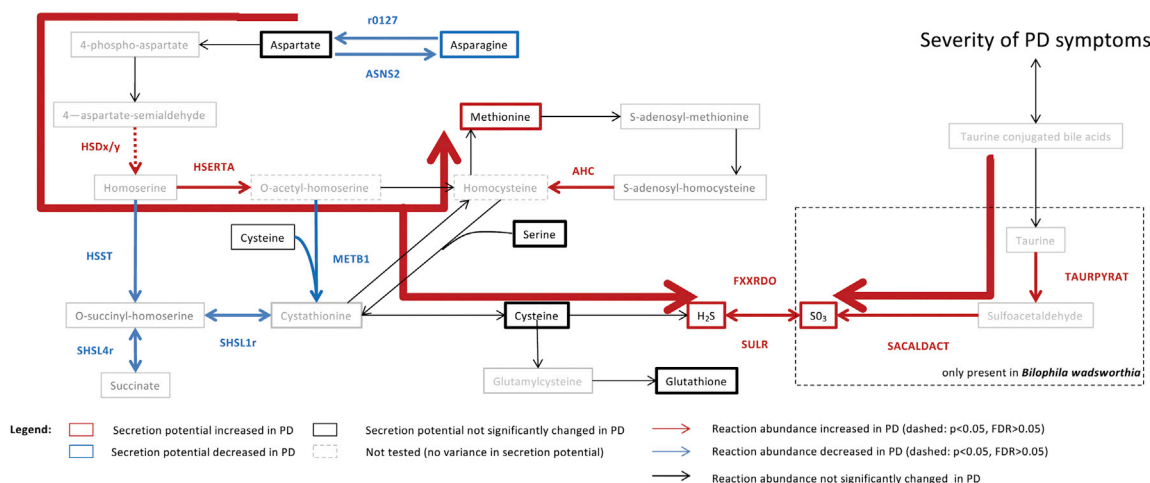 r0127
4-phospho-aspartate
Aspartate
Asparagine
Severity of PD symptoms
ASNS2
4—aspartate-semialdehyde
Methionine
S-adenosyl-methionine
Taurine conjugated bile acids
HSDx/y
HSERTA
AHC
Homoserine
O-acetyl-homoserine
Homocysteine
S-adenosyl-homocysteine
Cysteine
Serine
Taurine
HSST
METB1
FXXRDO
TAURPYRAT
O-succinyl-homoserine
Cystathionine
Cysteine
H2S
SO3
Sulfoacetaldehyde
SHSL4r
SHSL1r
SULR
SACALDACT
Succinate
Glutamylcysteine
Glutathione
only present in Bilophila wadsworthia
Legend:
Secretion potential increased in PD
Secretion potential not significantly changed in PD
Reaction abundance increased in PD (dashed: p<0.05, FDR>0.05)
Secretion potential decreased in PD
Not tested (no variance in secretion potential)
Reaction abundance decreased in PD (dashed: p<0.05, FDR>0.05)
Reaction abundance not significantly changed in PD